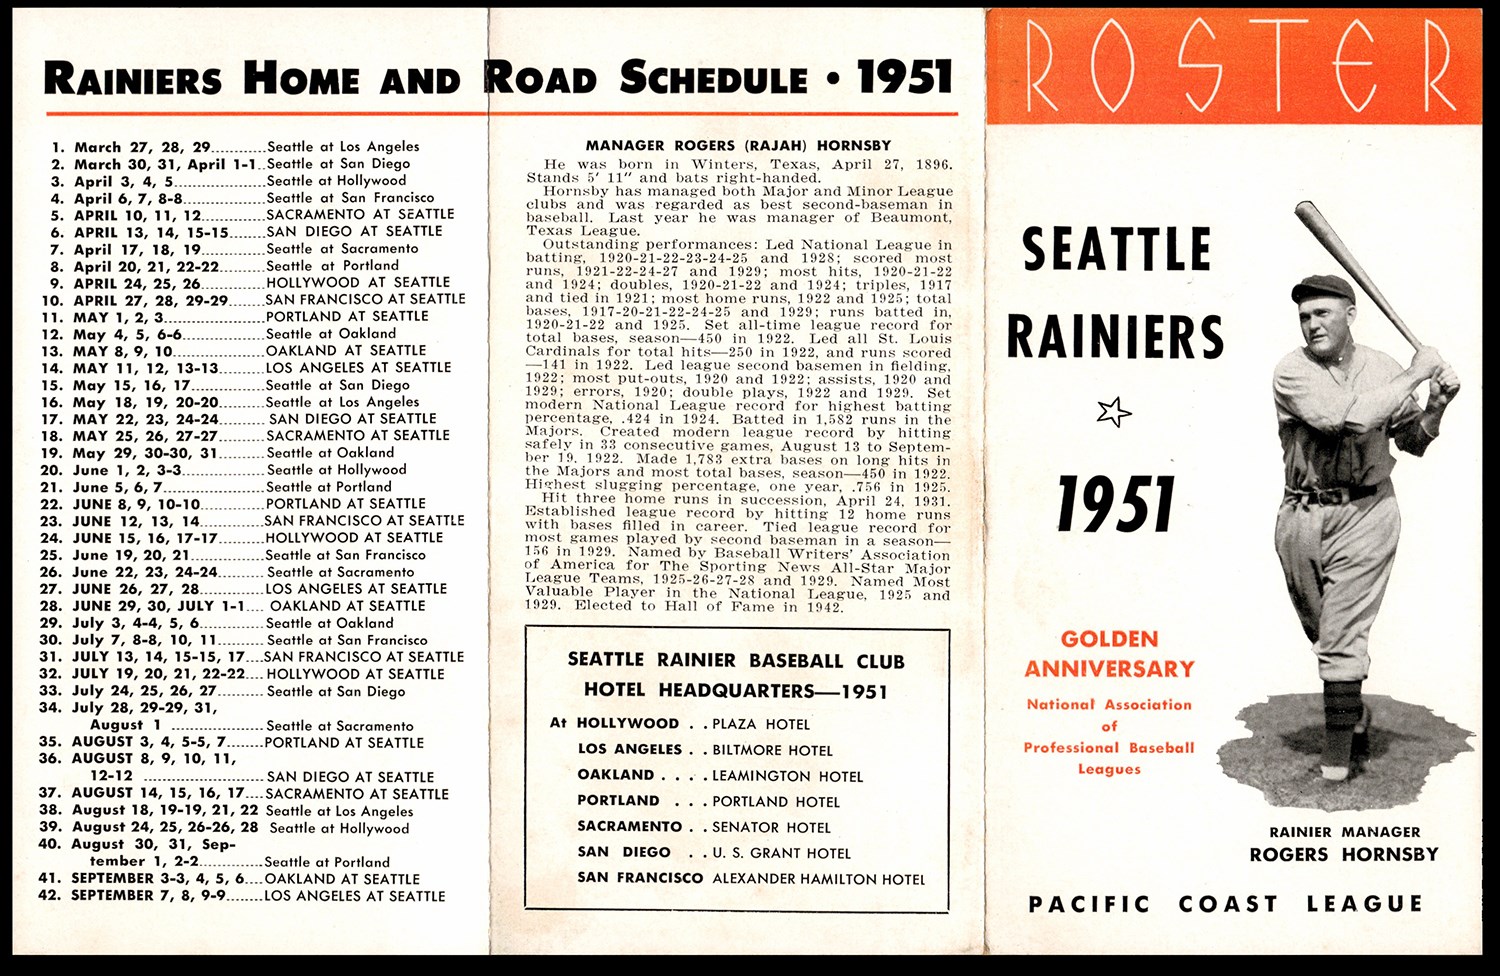 RAINIERS HOME AND ROAD SCHEDULE • 1951
1. March 27, 28, 29...........Seattle at Los Angeles
2. March 30, 31, April 1-1..Seattle at San Diego
3. April 3, 4, 5..................Seattle at Hollywood
4. April 6, 7, 8-8................Seattle at San Francisco
5. APRIL 10, 11, 12............SACRAMENTO AT SEATTLE
6. APRIL 13, 14, 15-15.......SAN DIEGO AT SEATTLE
7. April 17, 18, 19.............Seattle at Sacramento
8. April 20, 21, 22-22.........Seattle at Portland
9. APRIL 24, 25, 26............HOLLYWOOD AT SEATTLE
10. APRIL 27, 28, 29-29.......SAN FRANCISCO AT SEATTLE
11. MAY 1, 2, 3....................PORTLAND AT SEATTLE
12. May 4, 5, 6-6................Seattle at Oakland
13. MAY 8, 9, 10..................OAKLAND AT SEATTLE
14. MAY 11, 12, 13-13.........LOS ANGELES AT SEATTLE
15. May 15, 16, 17...............Seattle at San Diego
16. May 18, 19, 20-20.........Seattle at Los Angeles
17. MAY 22, 23, 24-24......... SAN DIEGO AT SEATTLE
18. MAY 25, 26, 27-27.........SACRAMENTO AT SEATTLE
19. May 29, 30-30, 31.........Seattle at Oakland
20. June 1, 2, 3-3................Seattle at Hollywood
21. June 5, 6, 7....................Seattle at Portland
22. JUNE 8, 9, 10-10............PORTLAND AT SEATTLE
23. JUNE 12, 13, 14.............SAN FRANCISCO AT SEATTLE
24. JUNE 15, 16, 17-17.........HOLLYWOOD AT SEATTLE
25. June 19, 20, 21...............Seattle at San Francisco
26. June 22, 23, 24-24.........Seattle at Sacramento
27. JUNE 26, 27, 28.............LOS ANGELES AT SEATTLE
28. JUNE 29, 30, JULY 1-1.... OAKLAND AT SEATTLE
29. July 3, 4-4, 5, 6.............Seattle at Oakland
30. July 7, 8-8, 10, 11..........Seattle at San Francisco
31. JULY 13, 14, 15-15, 17....SAN FRANCISCO AT SEATTLE
32. JULY 19, 20, 21, 22-22....HOLLYWOOD AT SEATTLE
33. July 24, 25, 26, 27..........Seattle at San Diego
34. July 28, 29-29, 31,
August 1 ..................Seattle at Sacramento
35. AUGUST 3, 4, 5-5, 7.......PORTLAND AT SEATTLE
36. AUGUST 8, 9, 10, 11,
12-12 ........................SAN DIEGO AT SEATTLE
37. AUGUST 14, 15, 16, 17....SACRAMENTO AT SEATTLE
38. August 18, 19-19, 21, 22 Seattle at Los Angeles
39. August 24, 25, 26-26, 28 Seattle at Hollywood
40. August 30, 31, Sep-
tember 1, 2-2.............Seattle at Portland
41. SEPTEMBER 3-3, 4, 5, 6....OAKLAND AT SEATTLE
42. SEPTEMBER 7, 8, 9-9.......LOS ANGELES AT SEATTLE
MANAGER ROGERS (RAJAH) HORNSBY
He was born in Winters, Texas, April 27, 1896.
Stands 5' 11" and bats right-handed.
Hornsby has managed both Major and Minor League
clubs and was regarded as best second-baseman in
baseball. Last year he was manager of Beaumont,
Texas League.
Outstanding performances: Led National League in
batting, 1920-21-22-23-24-25 and 1928; scored most
runs, 1921-22-24-27 and 1929; most hits, 1920-21-22
and 1924; doubles, 1920-21-22 and 1924; triples, 1917
and tied in 1921; most home runs, 1922 and 1925; total
bases, 1917-20-21-22-24-25 and 1929; runs batted in,
1920-21-22 and 1925. Set all-time league record for
total bases, season—450 in 1922. Led all St. Louis
Cardinals for total hits—250 in 1922, and runs scored
—141 in 1922. Led league second basemen in fielding,
1922; most put-outs, 1920 and 1922; assists, 1920 and
1929; errors, 1920; double plays, 1922 and 1929. Set
modern National League record for highest batting
percentage, .424 in 1924. Batted in 1,582 runs in the
Majors. Created modern league record by hitting
safely in 33 consecutive games, August 13 to Septem-
ber 19, 1922. Made 1,783 extra bases on long hits in
the Majors and most total bases, season—450 in 1922.
Highest slugging percentage, one year, .756 in 1925.
Hit three home runs in succession, April 24, 1931.
Established league record by hitting 12 home runs
with bases filled in career. Tied league record for
most games played by second baseman in a season—
156 in 1929. Named by Baseball Writers' Association
of America for The Sporting News All-Star Major
League Teams, 1925-26-27-28 and 1929. Named Most
Valuable Player in the National League, 1925 and
1929. Elected to Hall of Fame in 1942.
SEATTLE RAINIER BASEBALL CLUB
HOTEL HEADQUARTERS—1951
At HOLLYWOOD . . PLAZA HOTEL
LOS ANGELES . . BILTMORE HOTEL
OAKLAND . . . . LEAMINGTON HOTEL
PORTLAND . . . PORTLAND HOTEL
SACRAMENTO . . SENATOR HOTEL
SAN DIEGO . . U. S. GRANT HOTEL
SAN FRANCISCO ALEXANDER HAMILTON HOTEL
ROSTER
SEATTLE
RAINIERS
1951
GOLDEN
ANNIVERSARY
National Association
of
Professional Baseball
Leagues
RAINIER MANAGER
ROGERS HORNSBY
PACIFIC COAST LEAGUE